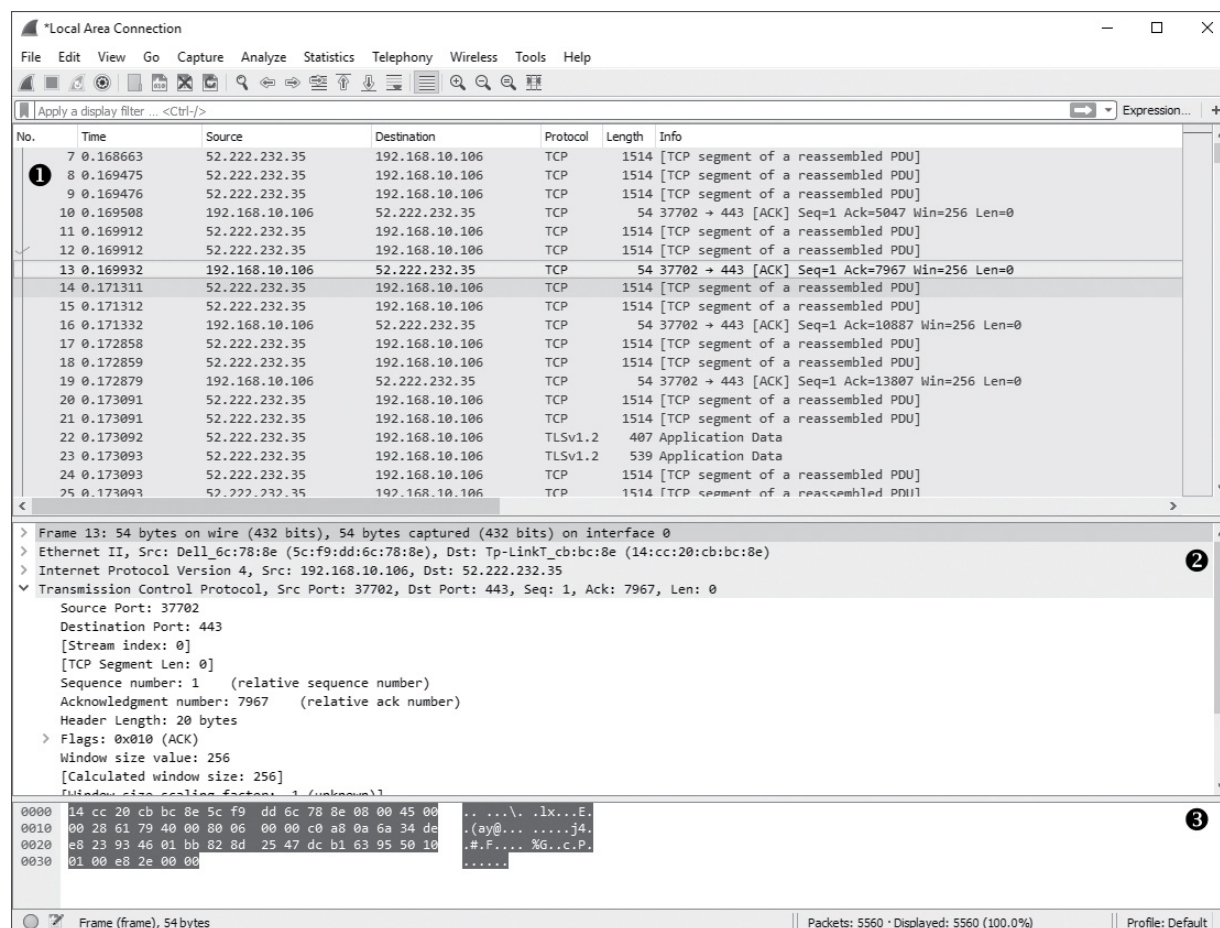 *Local Area Connection
File Edit View Go Capture Analyze Statistics Telephony Wireless Tools Help
Apply a display filter ... <Ctrl-/> Expression... +
No. Time Source Destination Protocol Length Info
❶
7 0.168663 52.222.232.35 192.168.10.106 TCP 1514 [TCP segment of a reassembled PDU]
8 0.169475 52.222.232.35 192.168.10.106 TCP 1514 [TCP segment of a reassembled PDU]
9 0.169476 52.222.232.35 192.168.10.106 TCP 1514 [TCP segment of a reassembled PDU]
10 0.169508 192.168.10.106 52.222.232.35 TCP 54 37702 → 443 [ACK] Seq=1 Ack=5047 Win=256 Len=0
11 0.169912 52.222.232.35 192.168.10.106 TCP 1514 [TCP segment of a reassembled PDU]
12 0.169912 52.222.232.35 192.168.10.106 TCP 1514 [TCP segment of a reassembled PDU]
13 0.169932 192.168.10.106 52.222.232.35 TCP 54 37702 → 443 [ACK] Seq=1 Ack=7967 Win=256 Len=0
14 0.171311 52.222.232.35 192.168.10.106 TCP 1514 [TCP segment of a reassembled PDU]
15 0.171312 52.222.232.35 192.168.10.106 TCP 1514 [TCP segment of a reassembled PDU]
16 0.171332 192.168.10.106 52.222.232.35 TCP 54 37702 → 443 [ACK] Seq=1 Ack=10887 Win=256 Len=0
17 0.172858 52.222.232.35 192.168.10.106 TCP 1514 [TCP segment of a reassembled PDU]
18 0.172859 52.222.232.35 192.168.10.106 TCP 1514 [TCP segment of a reassembled PDU]
19 0.172879 192.168.10.106 52.222.232.35 TCP 54 37702 → 443 [ACK] Seq=1 Ack=13807 Win=256 Len=0
20 0.173091 52.222.232.35 192.168.10.106 TCP 1514 [TCP segment of a reassembled PDU]
21 0.173091 52.222.232.35 192.168.10.106 TCP 1514 [TCP segment of a reassembled PDU]
22 0.173092 52.222.232.35 192.168.10.106 TLSv1.2 407 Application Data
23 0.173093 52.222.232.35 192.168.10.106 TLSv1.2 539 Application Data
24 0.173093 52.222.232.35 192.168.10.106 TCP 1514 [TCP segment of a reassembled PDU]
25 0.173093 52.222.232.35 192.168.10.106 TCP 1514 [TCP segment of a reassembled PDU]
❷
Frame 13: 54 bytes on wire (432 bits), 54 bytes captured (432 bits) on interface 0
Ethernet II, Src: Dell_6c:78:8e (5c:f9:dd:6c:78:8e), Dst: Tp-LinkT_cb:bc:8e (14:cc:20:cb:bc:8e)
Internet Protocol Version 4, Src: 192.168.10.106, Dst: 52.222.232.35
Transmission Control Protocol, Src Port: 37702, Dst Port: 443, Seq: 1, Ack: 7967, Len: 0
Source Port: 37702
Destination Port: 443
[Stream index: 0]
[TCP Segment Len: 0]
Sequence number: 1 (relative sequence number)
Acknowledgment number: 7967 (relative ack number)
Header Length: 20 bytes
Flags: 0x010 (ACK)
Window size value: 256
[Calculated window size: 256]
[Window size scaling factor: -1 (unknown)]
❸
0000 14 cc 20 cb bc 8e 5c f9 dd 6c 78 8e 08 00 45 00 .. ...\. .lx...E.
0010 00 28 61 79 40 00 80 06 00 00 c0 a8 0a 6a 34 de .(ay@... .....j4.
0020 e8 23 93 46 01 bb 82 8d 25 47 dc b1 63 95 50 10 .#.F.... %G..c.P.
0030 01 00 e8 2e 00 00 ......
Frame (frame), 54 bytes Packets: 5560 · Displayed: 5560 (100.0%) Profile: Default